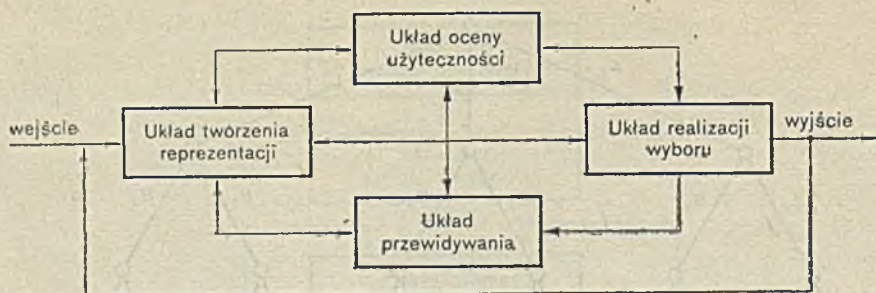 Układ oceny
użyteczności
wejście
Układ tworzenia
reprezentacji
Układ realizacji
wyboru
wyjście
Układ
przewidywania